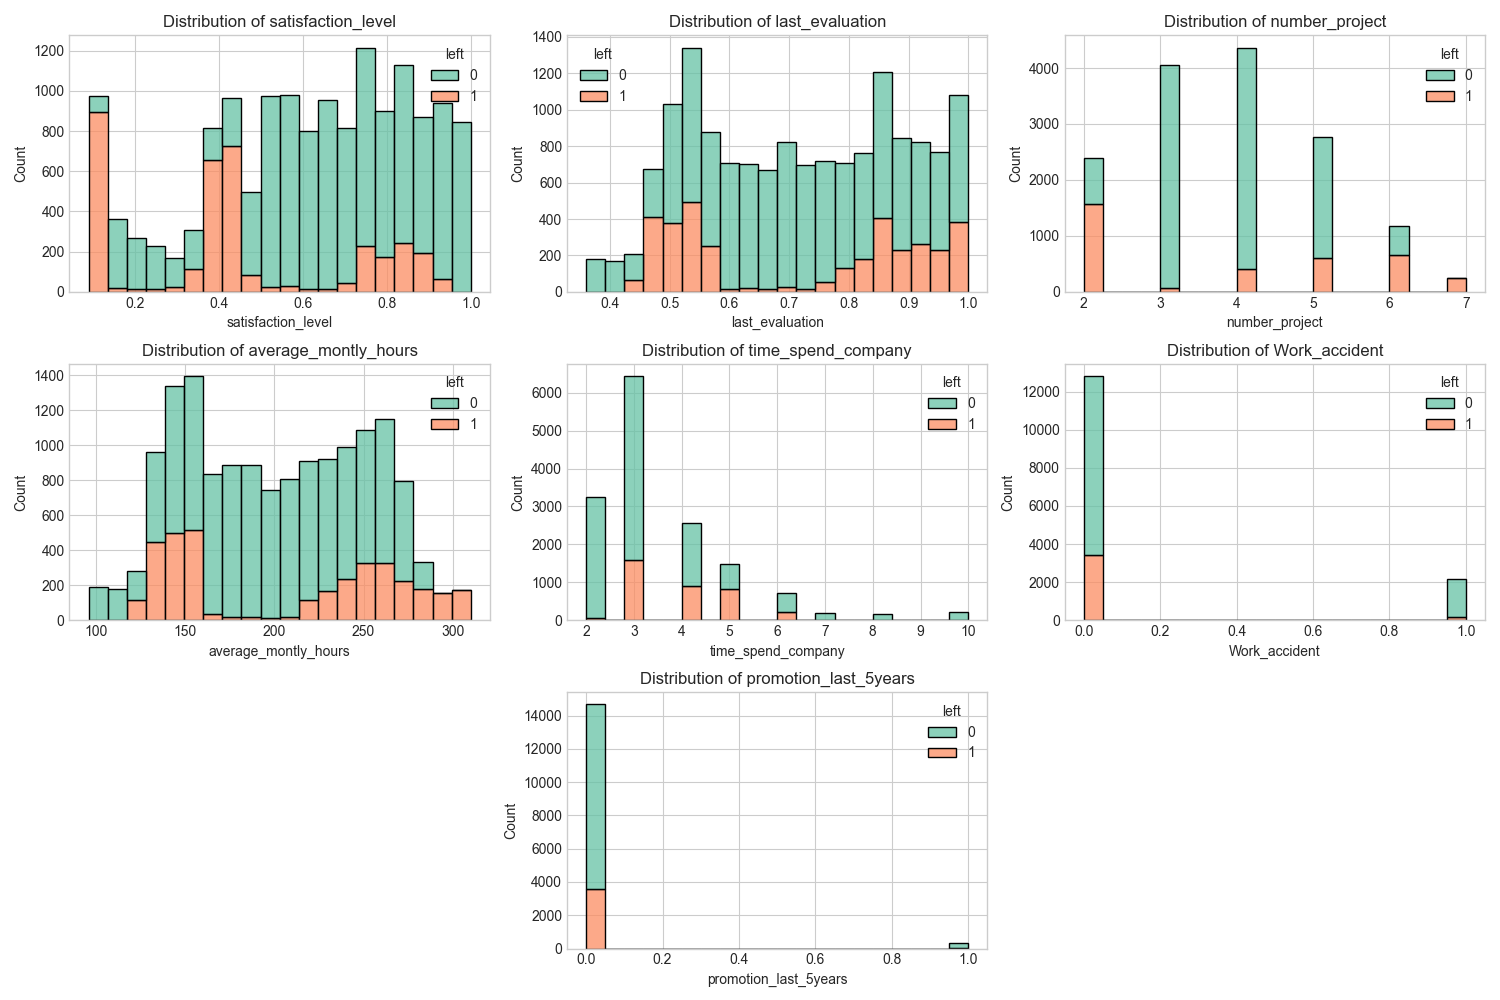 Distribution of satisfaction_level
1200
1000
800
600
400
200
0
Count
left
0
1
0.2 0.4 0.6 0.8 1.0
satisfaction_level
Distribution of last_evaluation
1400
1200
1000
800
600
400
200
0
Count
left
0
1
0.4 0.5 0.6 0.7 0.8 0.9 1.0
last_evaluation
Distribution of number_project
4000
3000
2000
1000
0
Count
left
0
1
2 3 4 5 6 7
number_project
Distribution of average_montly_hours
1400
1200
1000
800
600
400
200
0
Count
left
0
1
100 150 200 250 300
average_montly_hours
Distribution of time_spend_company
6000
5000
4000
3000
2000
1000
0
Count
left
0
1
2 3 4 5 6 7 8 9 10
time_spend_company
Distribution of Work_accident
12000
10000
8000
6000
4000
2000
0
Count
left
0
1
0.0 0.2 0.4 0.6 0.8 1.0
Work_accident
Distribution of promotion_last_5years
14000
12000
10000
8000
6000
4000
2000
0
Count
left
0
1
0.0 0.2 0.4 0.6 0.8 1.0
promotion_last_5years